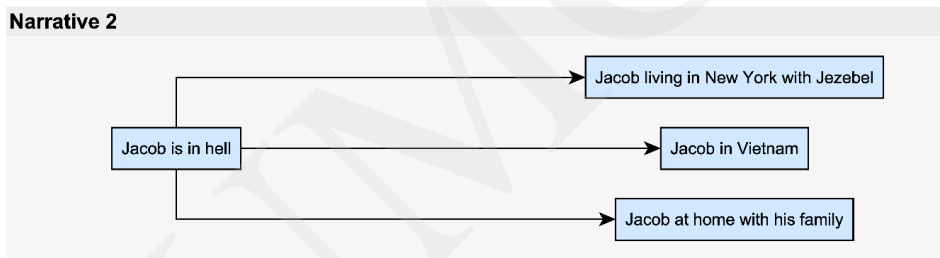 Narrative 2
Jacob living in New York with Jezebel
Jacob is in hell
Jacob in Vietnam
Jacob at home with his family